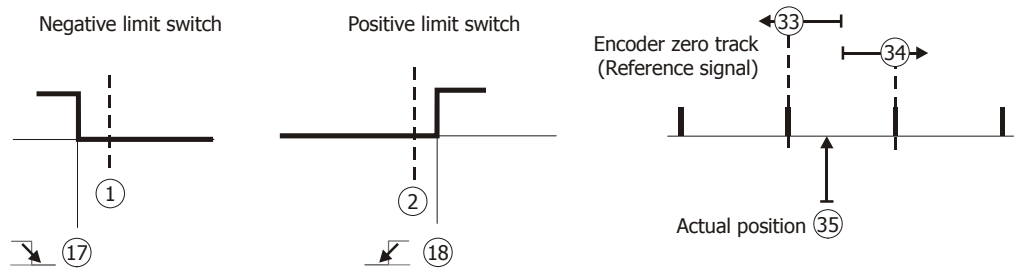 Negative limit switch
Positive limit switch
33
Encoder zero track
(Reference signal)
34
1
2
Actual position 35
17
18